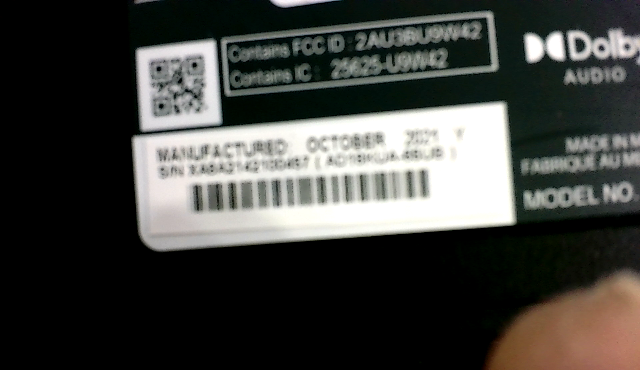 Contains FCC ID : 2AU3BU9W42
Contains IC : 25625-U9W42
Dolby
AUDIO
MANUFACTURED OCTOBER 2021 Y
S/N
MADE IN M
FABRIQUÉ AU M
MODEL NO.